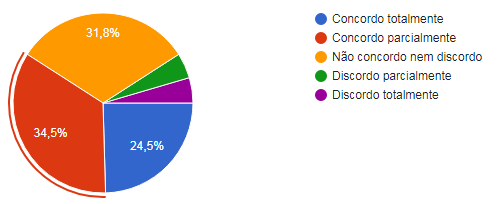 31,8%
34,5%
24,5%
Concordo totalmente
Concordo parcialmente
Não concordo nem discordo
Discordo parcialmente
Discordo totalmente